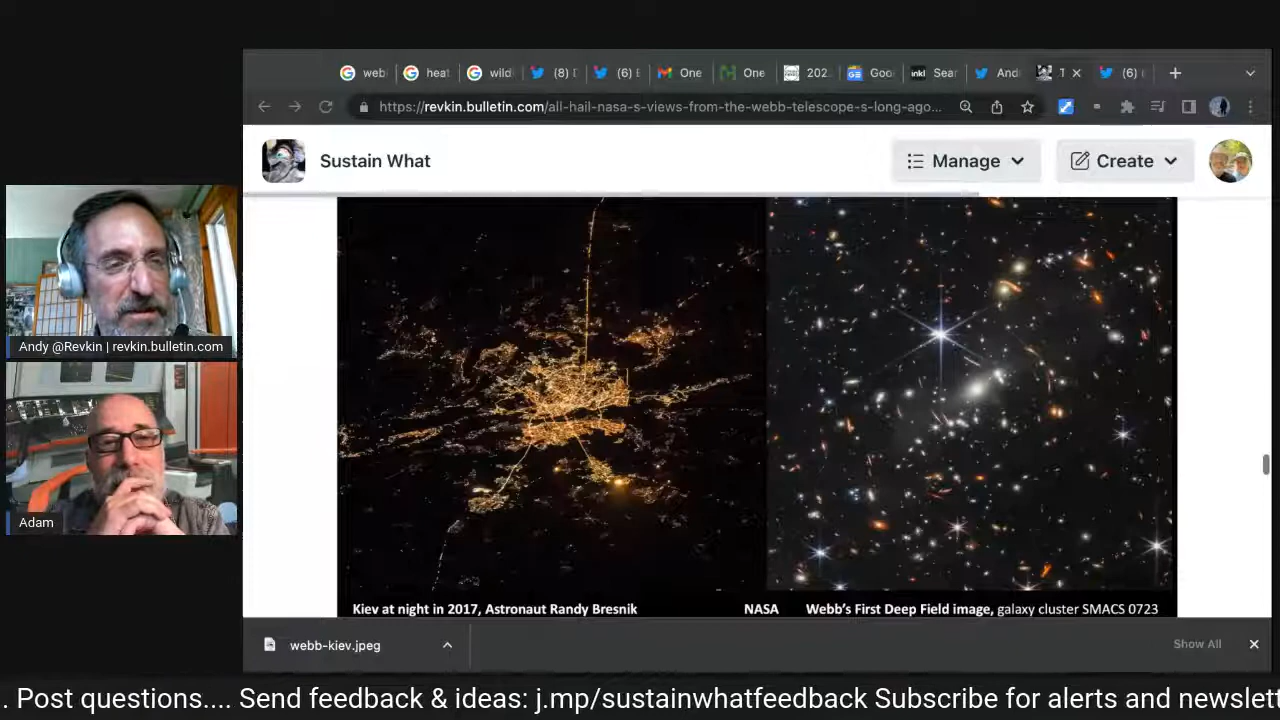 web
heat
wild
(8)
(6)
One
One
202
Goo
inkl
Sear
And
(6)
https://revkin.bulletin.com/all-hail-nasa-s-views-from-the-webb-telescope-s-long-ago...
Sustain What
Manage
Create
Andy @Revkin | revkin.bulletin.com
Adam
Kiev at night in 2017, Astronaut Randy Bresnik
NASA
Webb’s First Deep Field image, galaxy cluster SMACS 0723
webb-kiev.jpeg
Show All
. Post questions.... Send feedback & ideas: j.mp/sustainwhatfeedback Subscribe for alerts and newslett